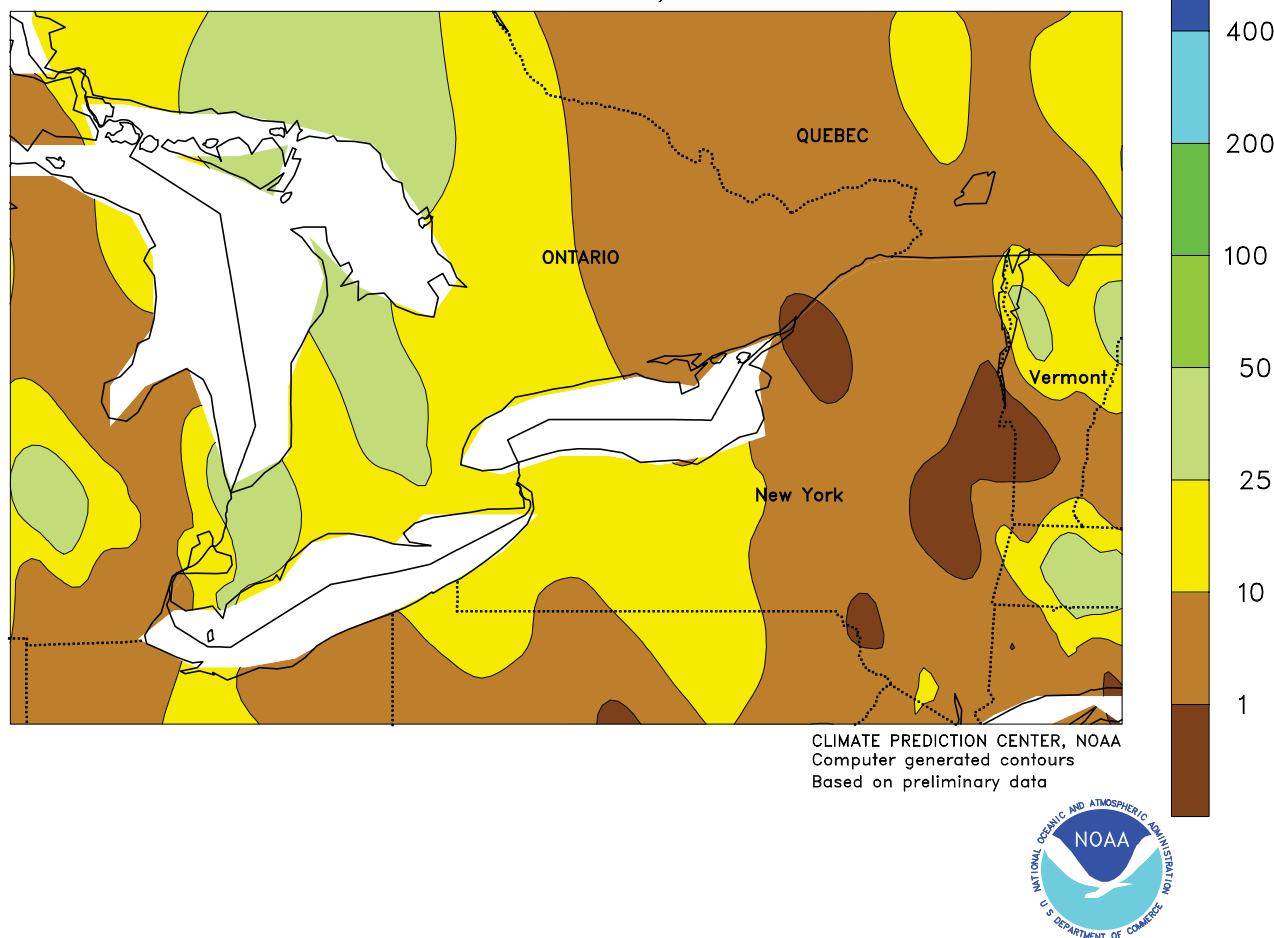 400
200
100
50
25
10
1
QUEBEC
ONTARIO
Vermont
New York
CLIMATE PREDICTION CENTER, NOAA
Computer generated contours
Based on preliminary data
NATIONAL OCEANIC AND ATMOSPHERIC ADMINISTRATION
NOAA
U S DEPARTMENT OF COMMERCE